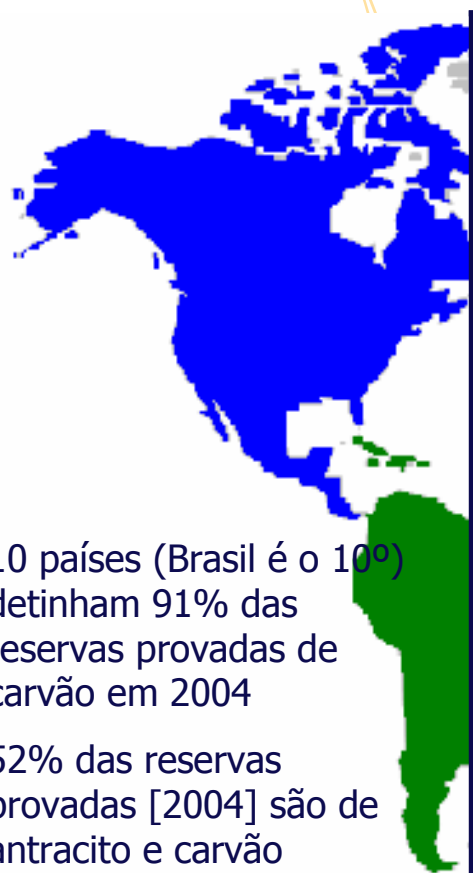 10 países (Brasil é o 10º)
detinham 91% das
reservas provadas de
carvão em 2004
52% das reservas
provadas [2004] são de
antracito e carvão